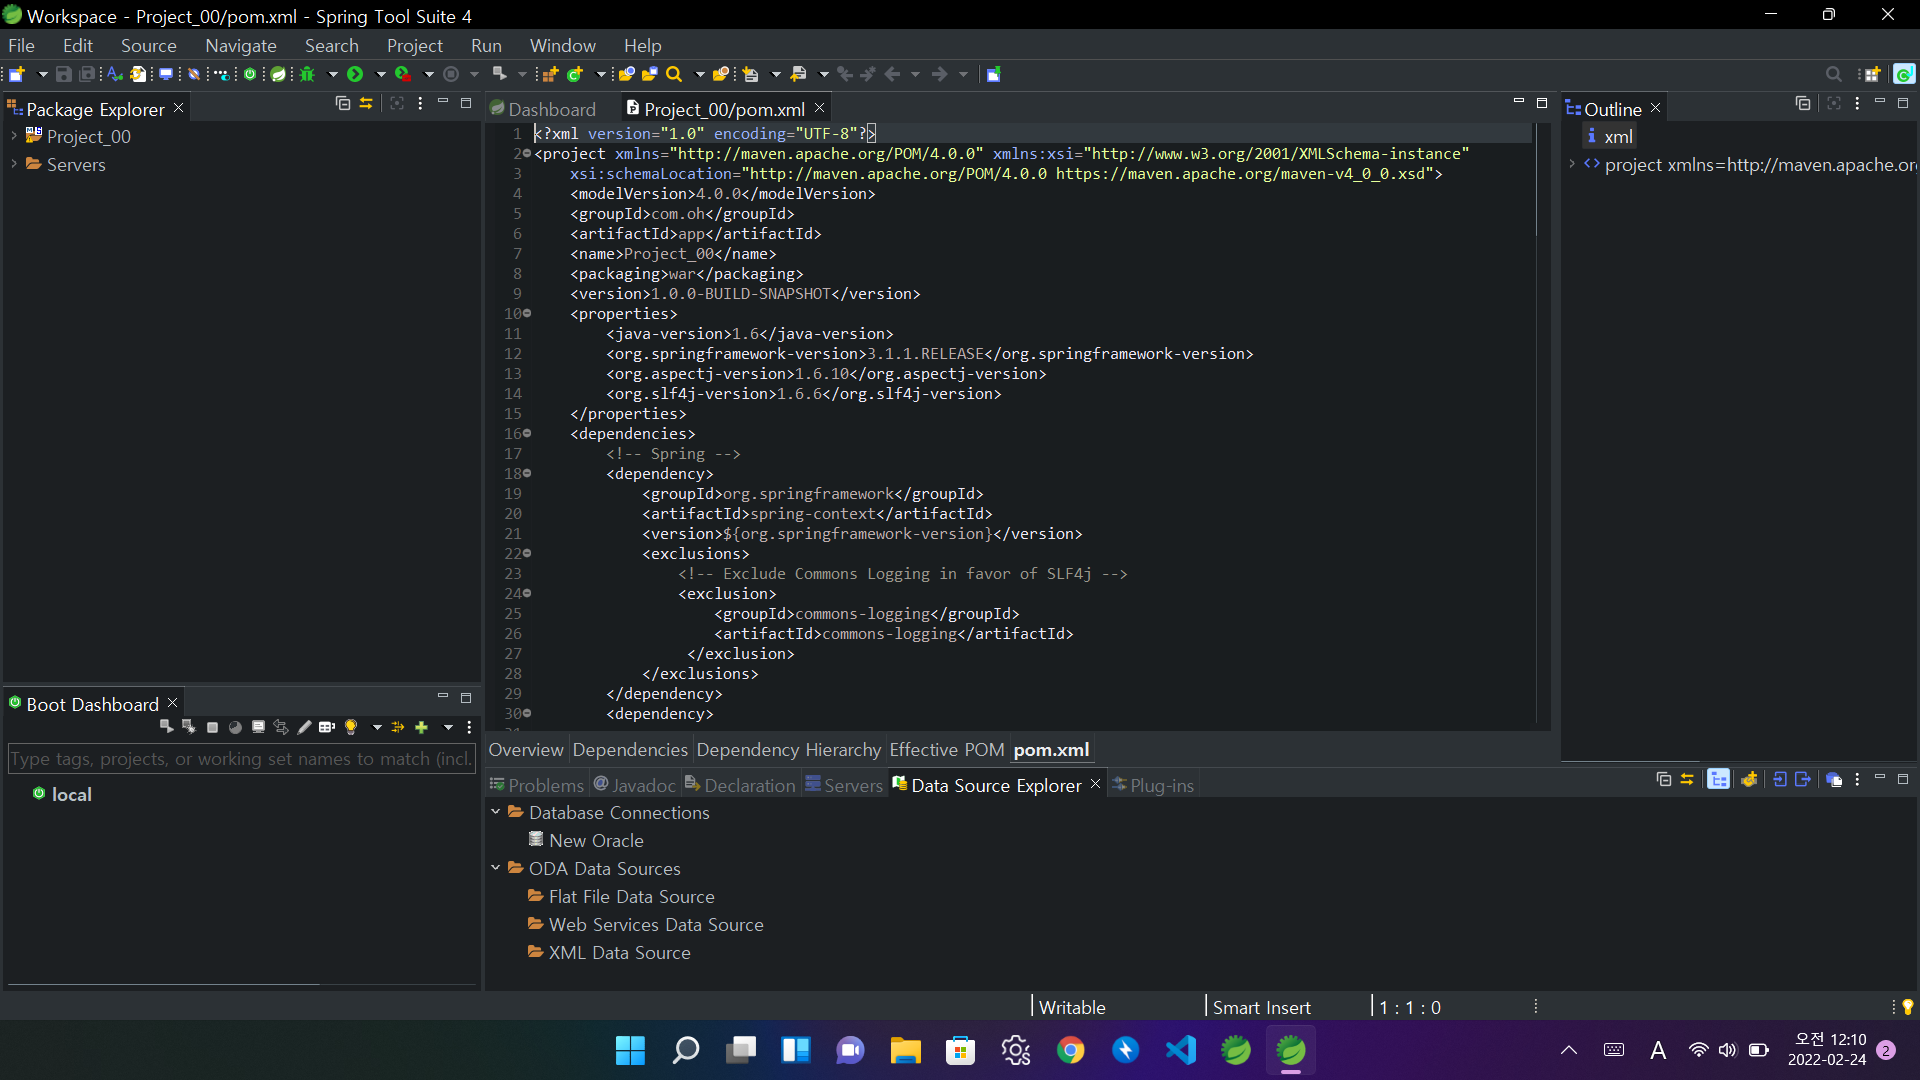 Workspace - Project_00/pom.xml - Spring Tool Suite 4
File Edit Source Navigate Search Project Run Window Help
Package Explorer
Project_00
Servers
Dashboard
Project_00/pom.xml
1 <?xml version="1.0" encoding="UTF-8"?>
2 <project xmlns="http://maven.apache.org/POM/4.0.0" xmlns:xsi="http://www.w3.org/2001/XMLSchema-instance"
3 xsi:schemaLocation="http://maven.apache.org/POM/4.0.0 https://maven.apache.org/maven-v4_0_0.xsd">
4 <modelVersion>4.0.0</modelVersion>
5 <groupId>com.oh</groupId>
6 <artifactId>app</artifactId>
7 <name>Project_00</name>
8 <packaging>war</packaging>
9 <version>1.0.0-BUILD-SNAPSHOT</version>
10 <properties>
11 <java-version>1.6</java-version>
12 <org.springframework-version>3.1.1.RELEASE</org.springframework-version>
13 <org.aspectj-version>1.6.10</org.aspectj-version>
14 <org.slf4j-version>1.6.6</org.slf4j-version>
15 </properties>
16 <dependencies>
17 <!-- Spring -->
18 <dependency>
19 <groupId>org.springframework</groupId>
20 <artifactId>spring-context</artifactId>
21 <version>${org.springframework-version}</version>
22 <exclusions>
23 <!-- Exclude Commons Logging in favor of SLF4j -->
24 <exclusion>
25 <groupId>commons-logging</groupId>
26 <artifactId>commons-logging</artifactId>
27 </exclusion>
28 </exclusions>
29 </dependency>
30 <dependency>
Overview Dependencies Dependency Hierarchy Effective POM pom.xml
Outline
xml
project xmlns=http://maven.apache.or
Boot Dashboard
Type tags, projects, or working set names to match (incl.
local
Problems Javadoc Declaration Servers Data Source Explorer Plug-ins
Database Connections
New Oracle
ODA Data Sources
Flat File Data Source
Web Services Data Source
XML Data Source
Writable Smart Insert 1 : 1 : 0
A
오전 12:10
2022-02-24
2